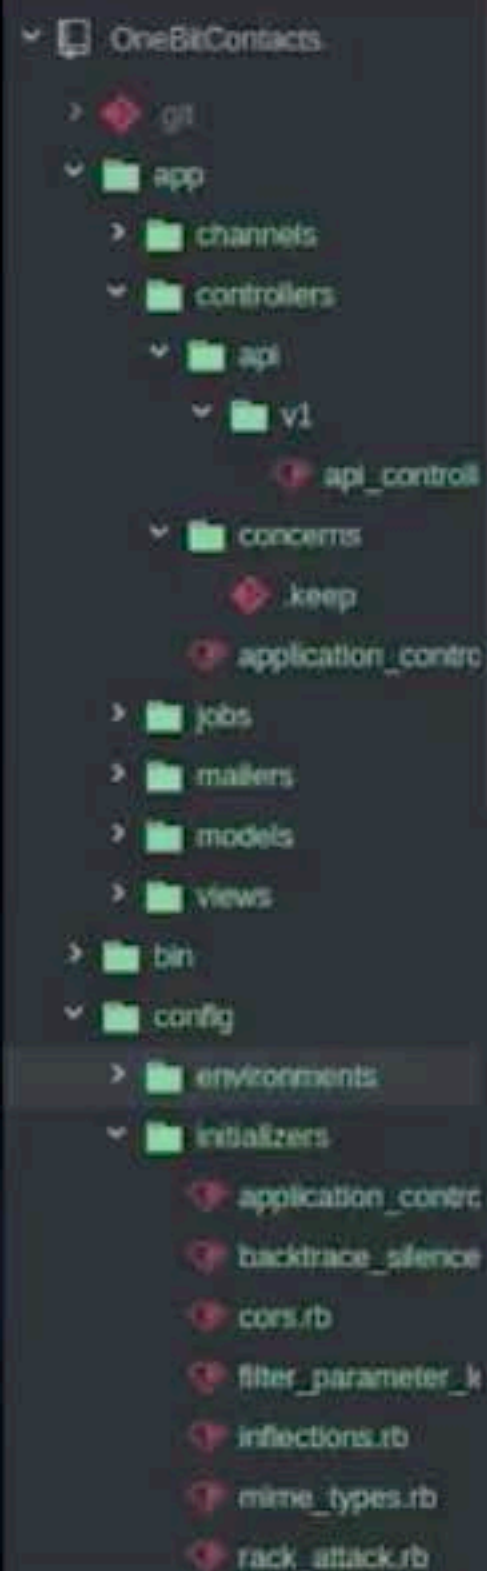 OneBitContacts
.git
app
channels
controllers
api
v1
api_controll
concerns
.keep
application_contrc
jobs
mailers
models
views
bin
config
environments
initializers
application_contrc
backtrace_silence
cors.rb
filter_parameter_l
inflections.rb
mime_types.rb
rack_attack.rb